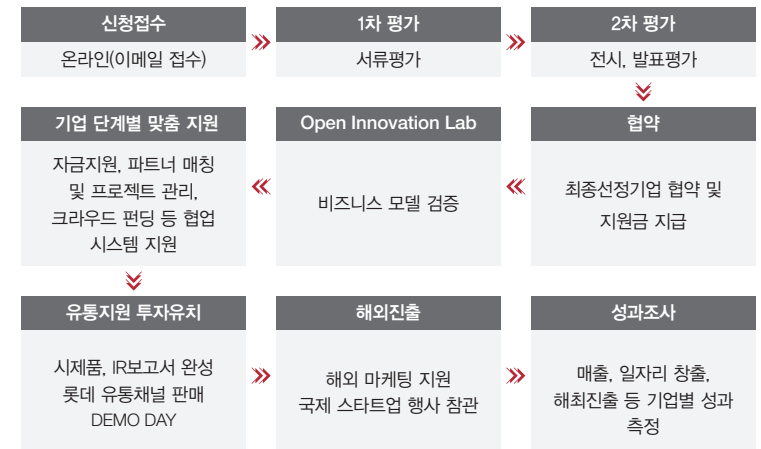 신청접수
온라인(이메일 접수)
1차 평가
서류평가
2차 평가
전시, 발표평가
협약
최종선정기업 협약 및
지원금 지급
Open Innovation Lab
비즈니스 모델 검증
기업 단계별 맞춤 지원
자금지원, 파트너 매칭
및 프로젝트 관리,
크라우드 펀딩 등 협업
시스템 지원
유통지원 투자유치
시제품, IR보고서 완성
롯데 유통채널 판매
DEMO DAY
해외진출
해외 마케팅 지원
국제 스타트업 행사 참관
성과조사
매출, 일자리 창출,
해최진출 등 기업별 성과
측정